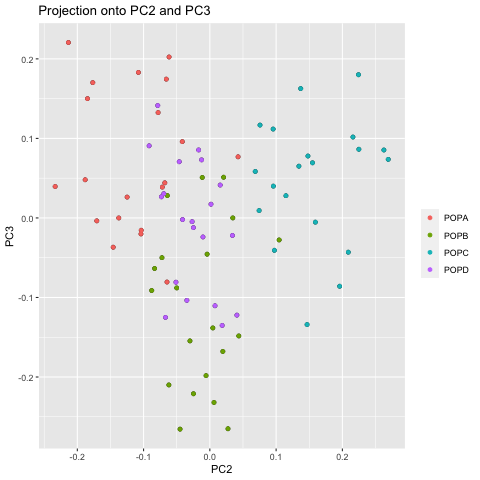 Projection onto PC2 and PC3
0.2
0.1
0.0
-0.1
-0.2
PC3
-0.2
-0.1
0.0
0.1
0.2
PC2
POPA
POPB
POPC
POPD